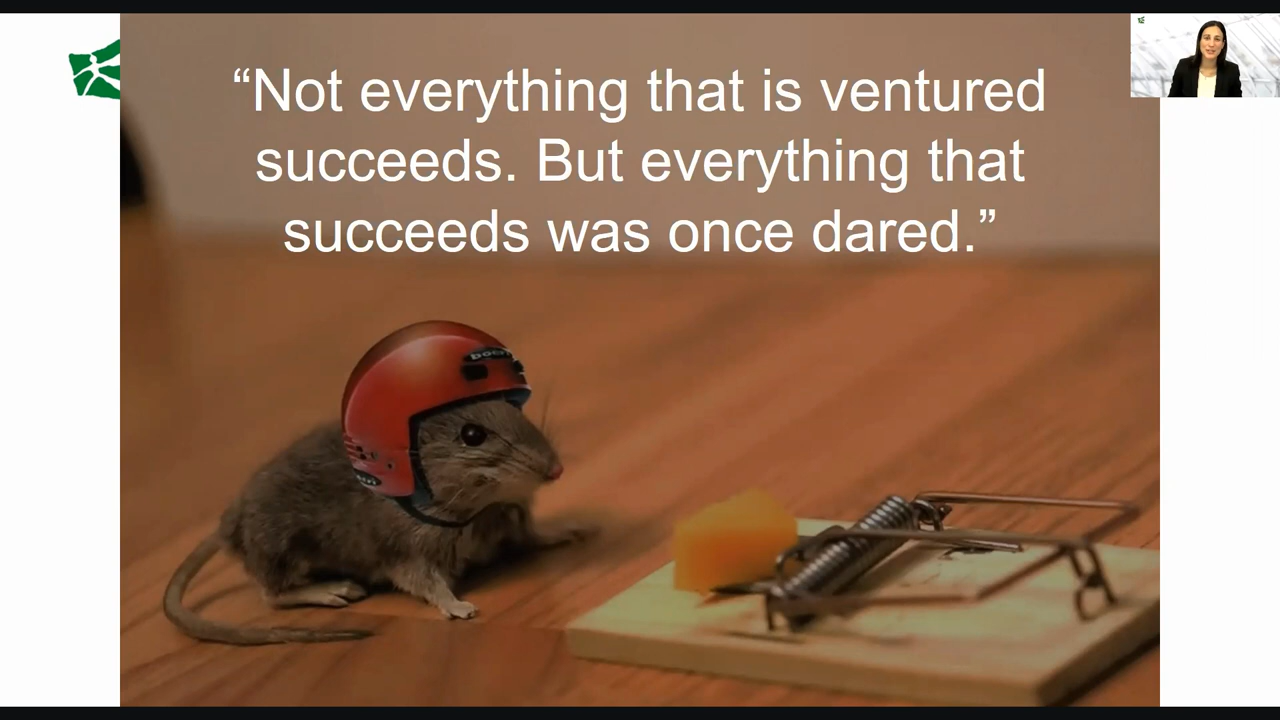 “Not everything that is ventured
succeeds. But everything that
succeeds was once dared.”